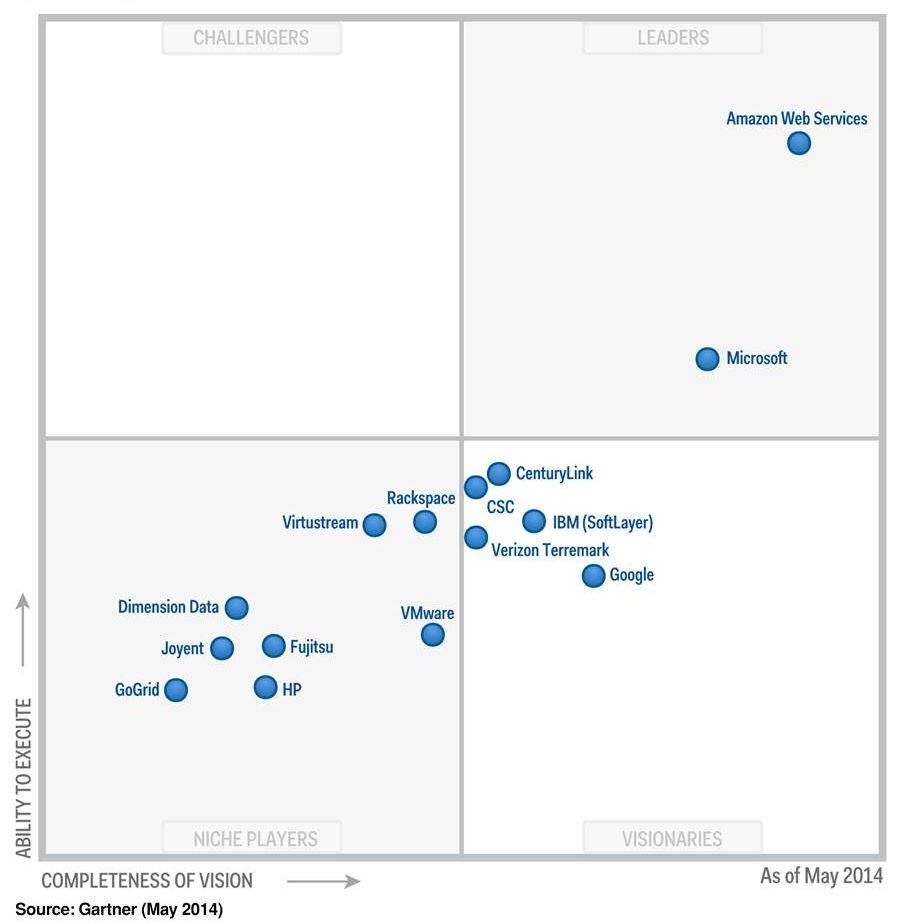 CHALLENGERS
LEADERS
Amazon Web Services
Microsoft
CenturyLink
Rackspace
CSC
Virtustream
IBM (SoftLayer)
Verizon Terremark
Google
Dimension Data
VMware
Joyent
Fujitsu
GoGrid
HP
ABILITY TO EXECUTE
NICHE PLAYERS
VISIONARIES
COMPLETENESS OF VISION
As of May 2014
Source: Gartner (May 2014)